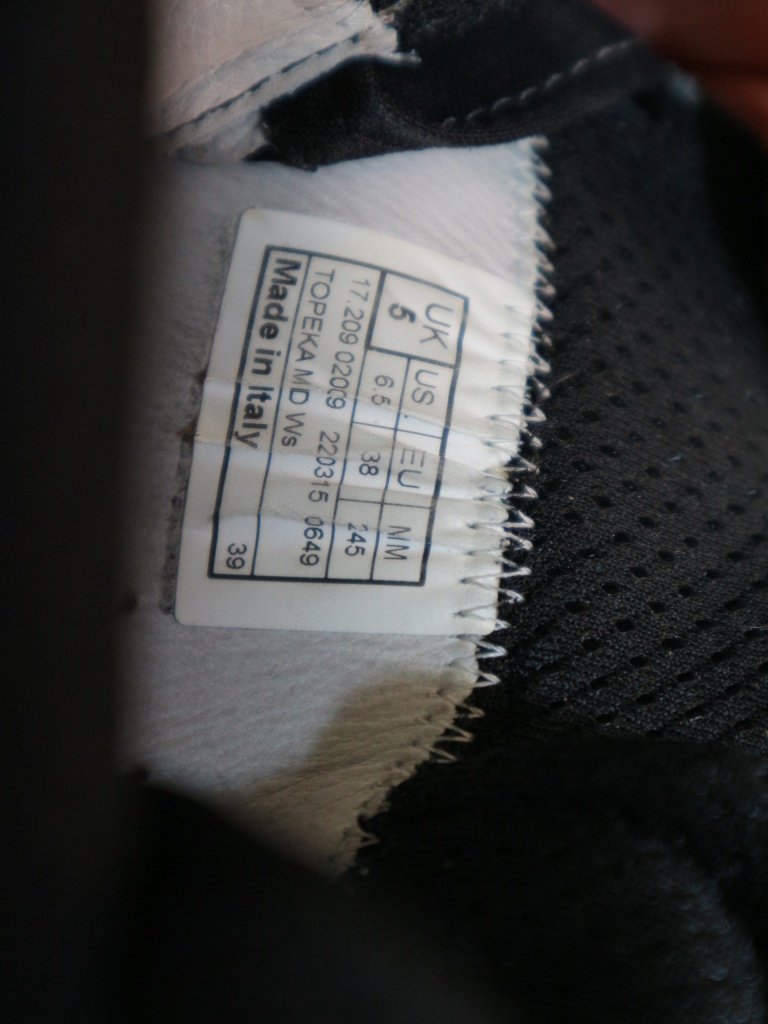 UK US EU NM
5 6.5 38 245
17.209 02009
TOPEKA MD Ws 220315 0649
Made in Italy 39